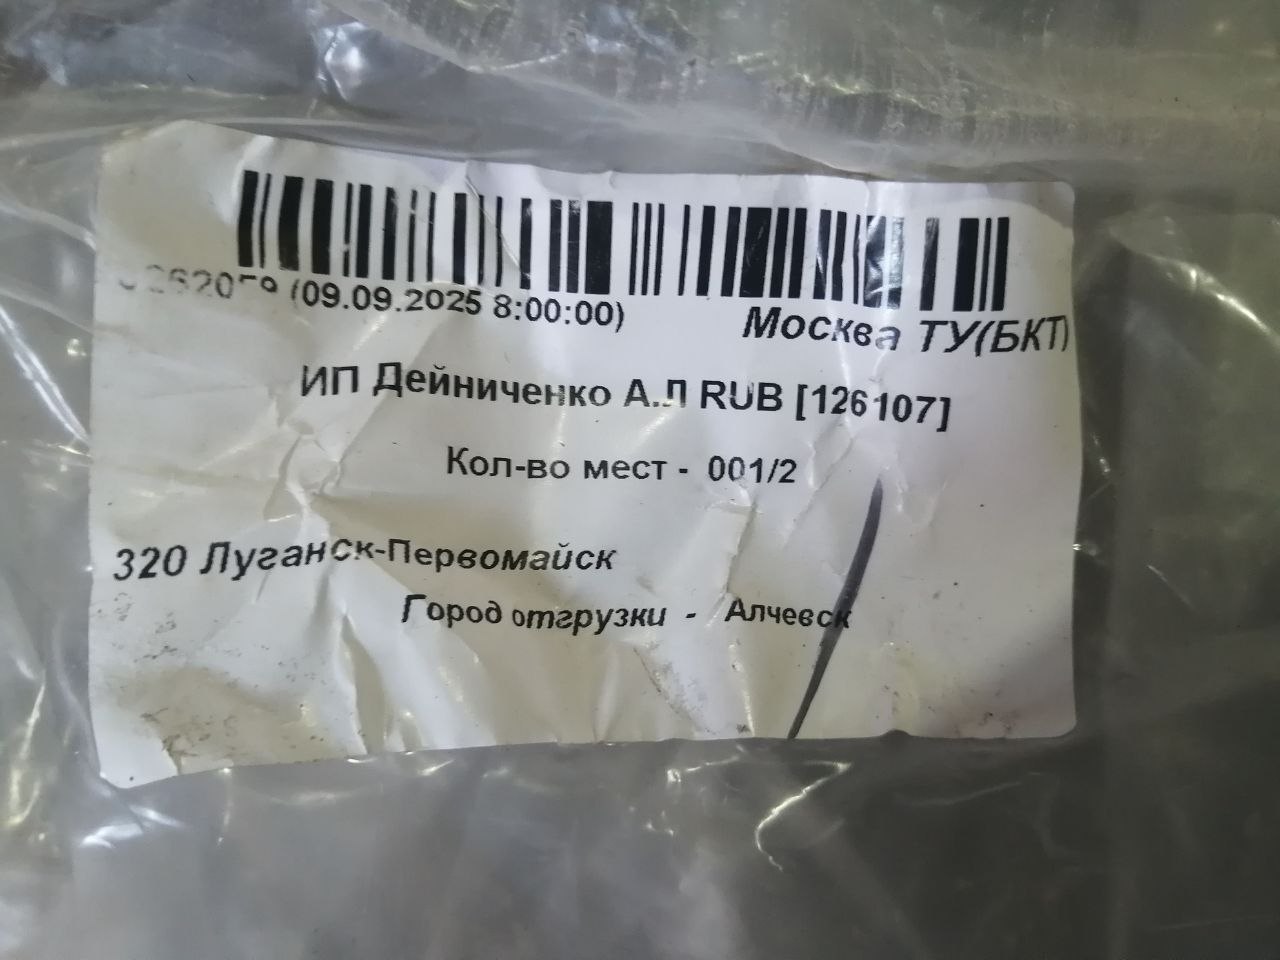 (09.09.2025 8:00:00)
Москва ТУ(БКТ)
ИП Дейниченко А.Л RUB [126107]
Кол-во мест - 001/2
320 Луганск-Первомайск
Город отгрузки - Алчевск